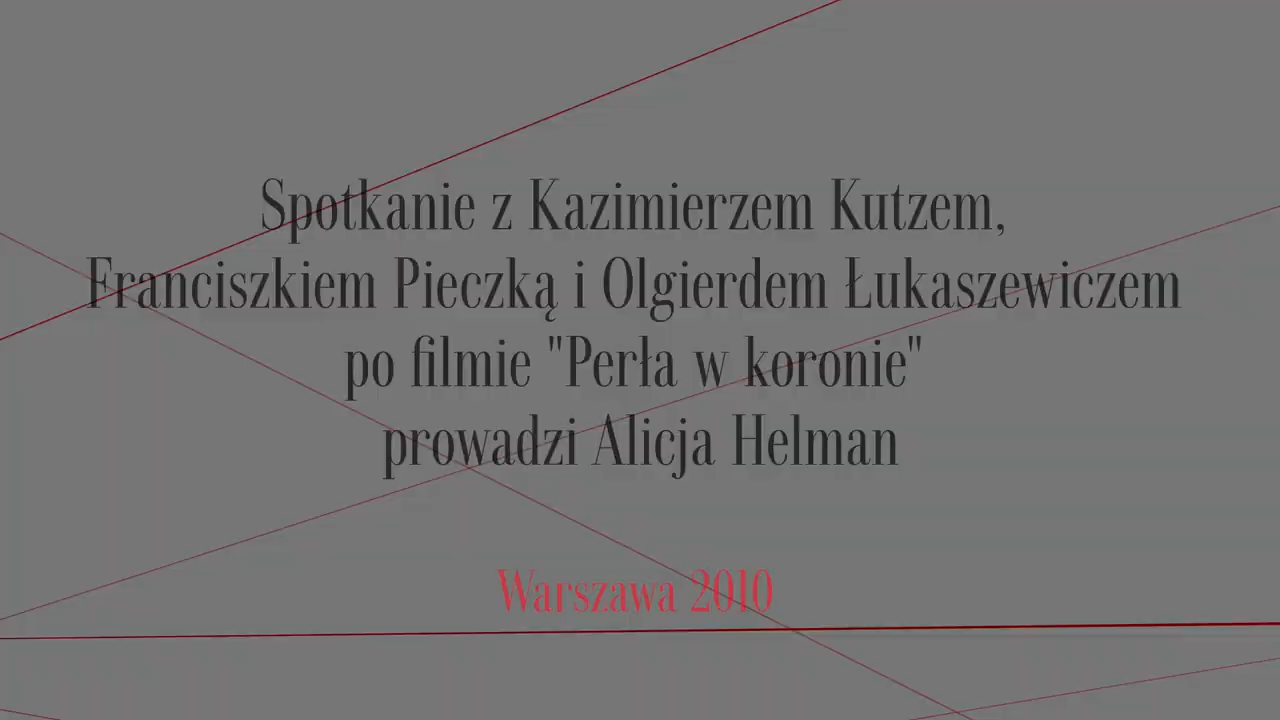 Spotkanie z Kazimierzem Kutzem,
Franciszkiem Pieczką i Olgierdem Łukaszewiczem
po filmie "Perła w koronie"
prowadzi Alicja Helman
Warszawa 2010